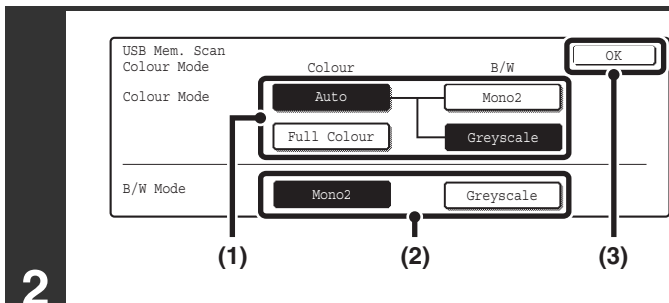 USB Mem. Scan
Colour Mode
Colour
B/W
OK
Colour Mode
Auto
Mono2
Full Colour
Greyscale
B/W Mode
Mono2
Greyscale
(1)
(2)
(3)
2